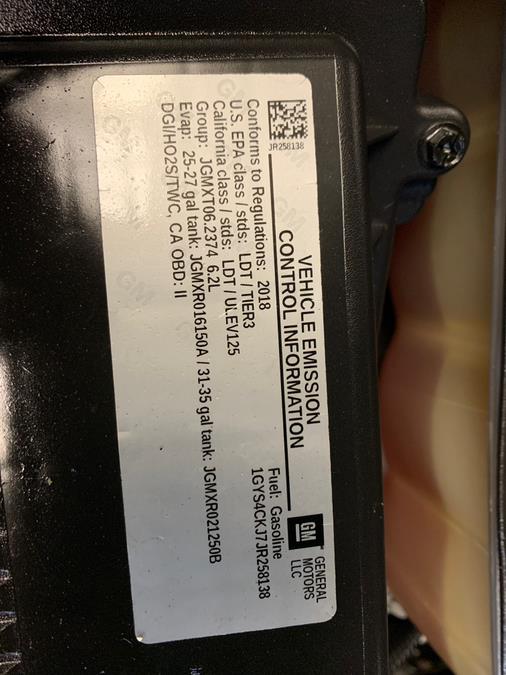 JR258138
VEHICLE EMISSION
CONTROL INFORMATION
GM
GENERAL
MOTORS
LLC
Conforms to Regulations: 2018
Fuel: Gasoline
U.S. EPA class / stds: LDT / TIER3
1GYS4CKJ7JR258138
California class / stds: LDT / ULEV125
Group: JGMXT06.2374 6.2L
Evap: 25-27 gal tank: JGMXR016150A / 31-35 gal tank: JGMXR021250B
DGI/HO2S/TWC, CA OBD: II